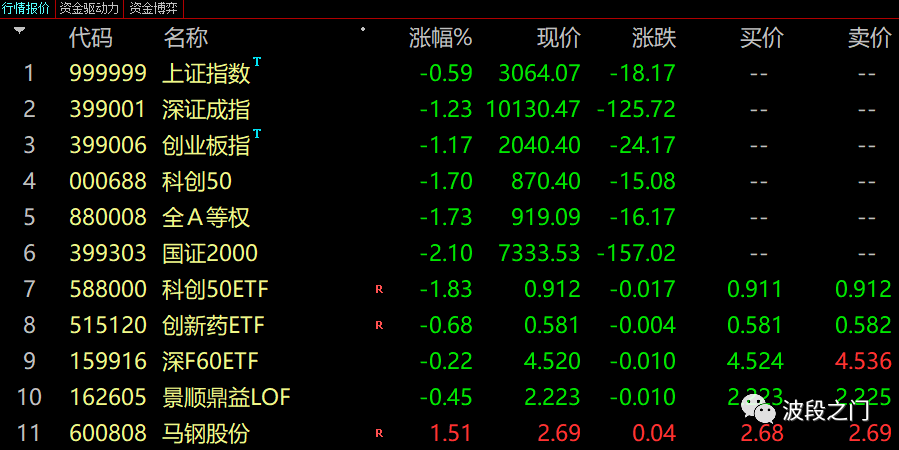 行情报价 资金驱动力 资金博弈
代码 名称 涨幅% 现价 涨跌 买价 卖价
1 999999 上证指数 T -0.59 3064.07 -18.17 -- --
2 399001 深证成指 -1.23 10130.47 -125.72 -- --
3 399006 创业板指 T -1.17 2040.40 -24.17 -- --
4 000688 科创50 -1.70 870.40 -15.08 -- --
5 880008 全A等权 -1.73 919.09 -16.17 -- --
6 399303 国证2000 -2.10 7333.53 -157.02 -- --
7 588000 科创50ETF R -1.83 0.912 -0.017 0.911 0.912
8 515120 创新药ETF R -0.68 0.581 -0.004 0.581 0.582
9 159916 深F60ETF -0.22 4.520 -0.010 4.524 4.536
10 162605 景顺鼎益LOF -0.45 2.223 -0.010 2.223 2.225
11 600808 马钢股份 R 1.51 2.69 0.04 2.68 2.69
波段之门